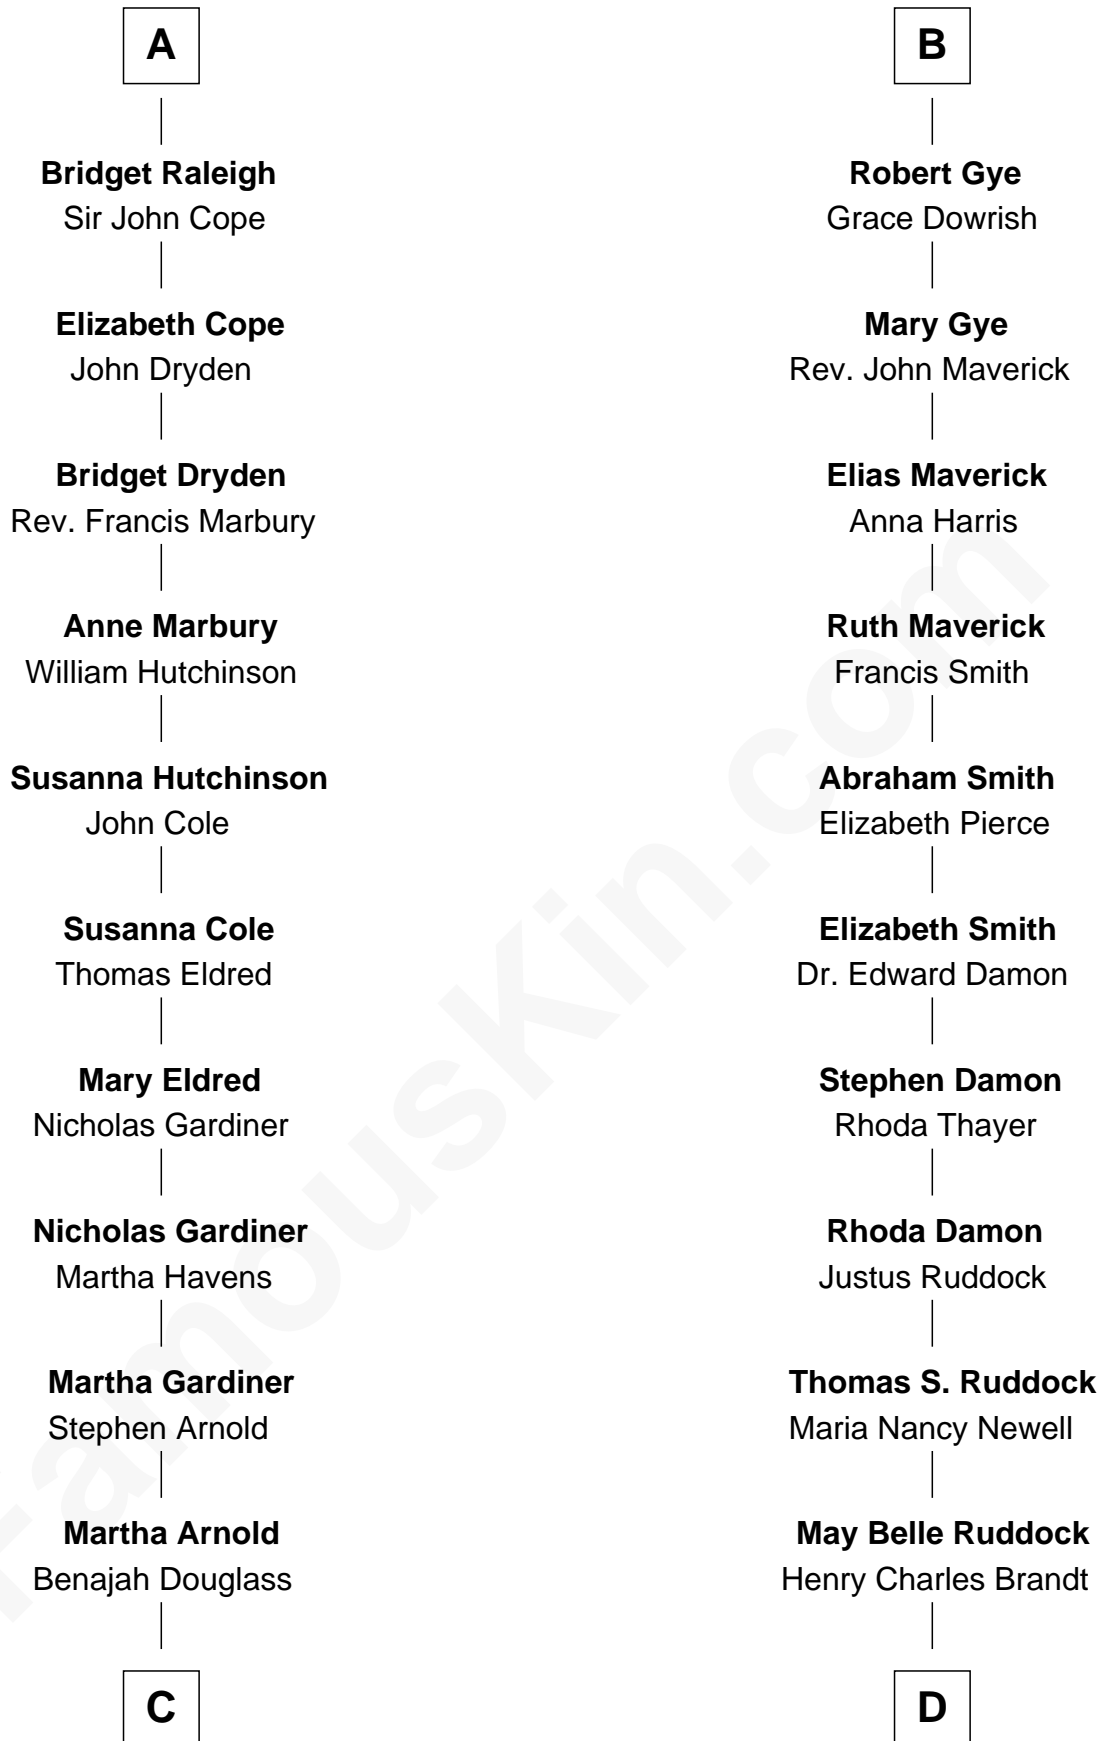 A
Bridget Raleigh
Sir John Cope
Elizabeth Cope
John Dryden
Bridget Dryden
Rev. Francis Marbury
Anne Marbury
William Hutchinson
Susanna Hutchinson
John Cole
Susanna Cole
Thomas Eldred
Mary Eldred
Nicholas Gardiner
Nicholas Gardiner
Martha Havens
Martha Gardiner
Stephen Arnold
Martha Arnold
Benajah Douglass
C
B
Robert Gye
Grace Dowrish
Mary Gye
Rev. John Maverick
Elias Maverick
Anna Harris
Ruth Maverick
Francis Smith
Abraham Smith
Elizabeth Pierce
Elizabeth Smith
Dr. Edward Damon
Stephen Damon
Rhoda Thayer
Rhoda Damon
Justus Ruddock
Thomas S. Ruddock
Maria Nancy Newell
May Belle Ruddock
Henry Charles Brandt
D
FamousKin.com